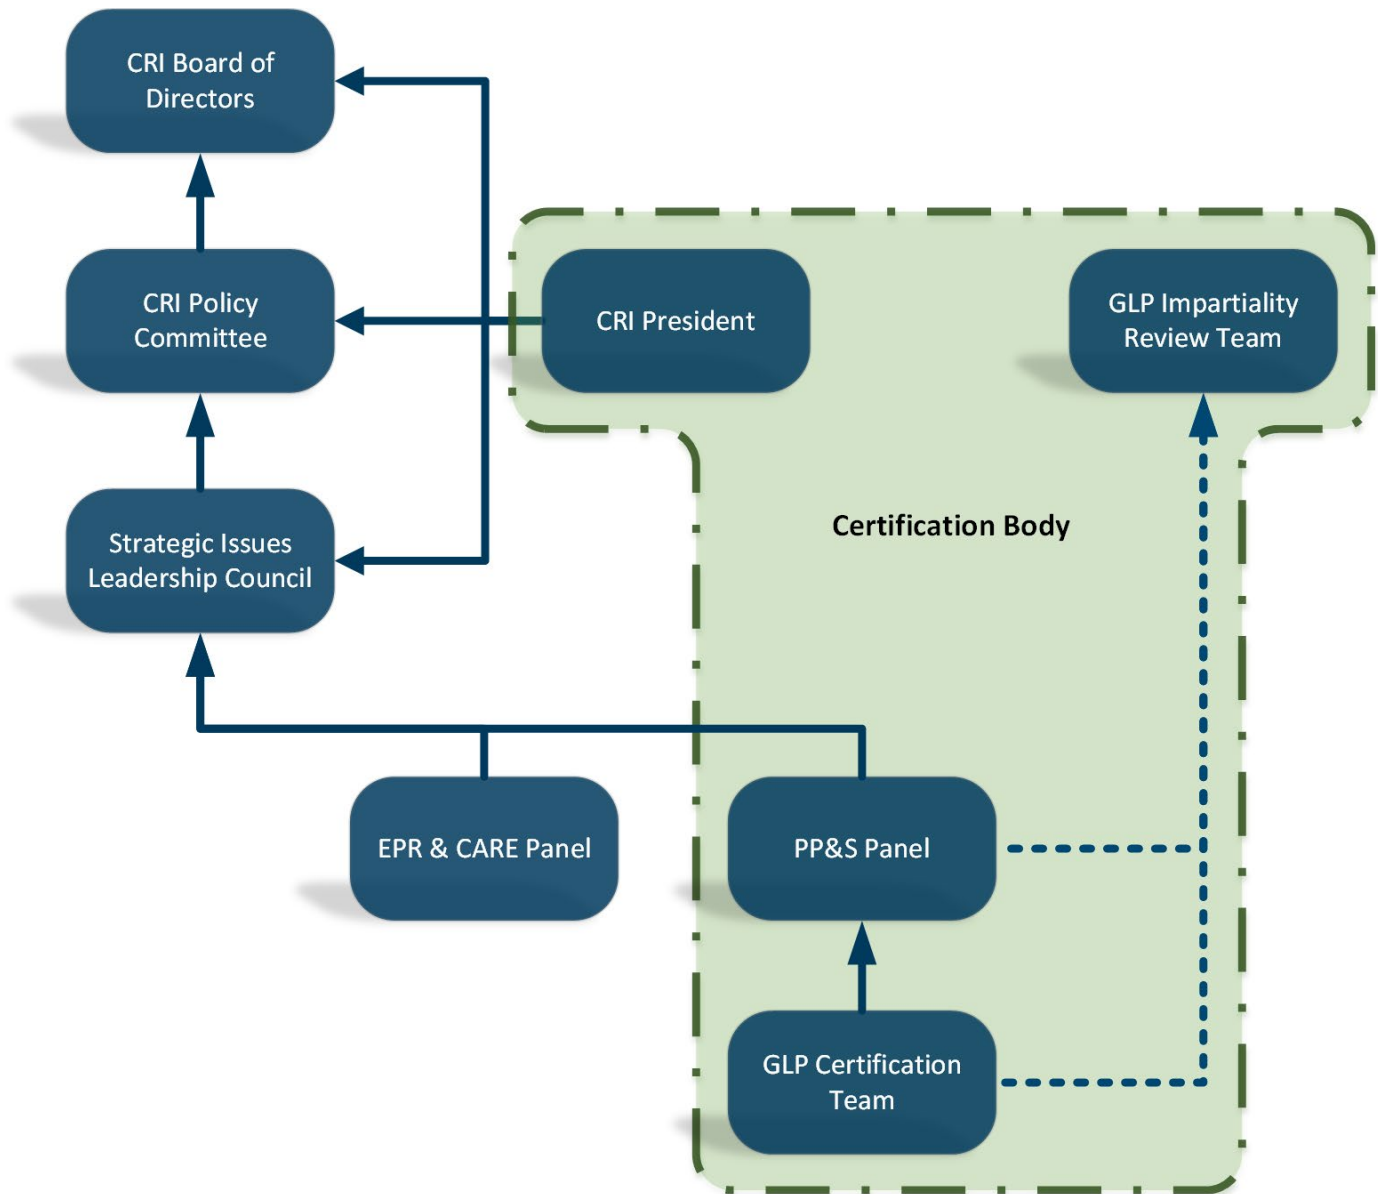 CRI Board of
Directors
CRI Policy
Committee
CRI President
GLP Impartiality
Review Team
Strategic Issues
Leadership Council
Certification Body
EPR & CARE Panel
PP&S Panel
GLP Certification
Team